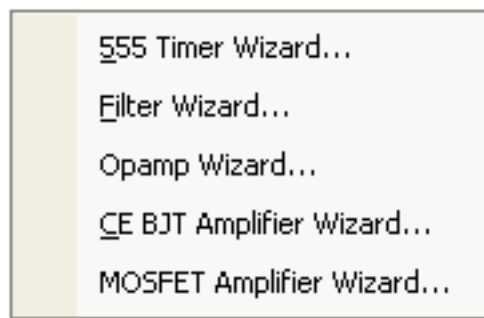 555 Timer Wizard...
Filter Wizard...
Opamp Wizard...
CE BJT Amplifier Wizard...
MOSFET Amplifier Wizard...